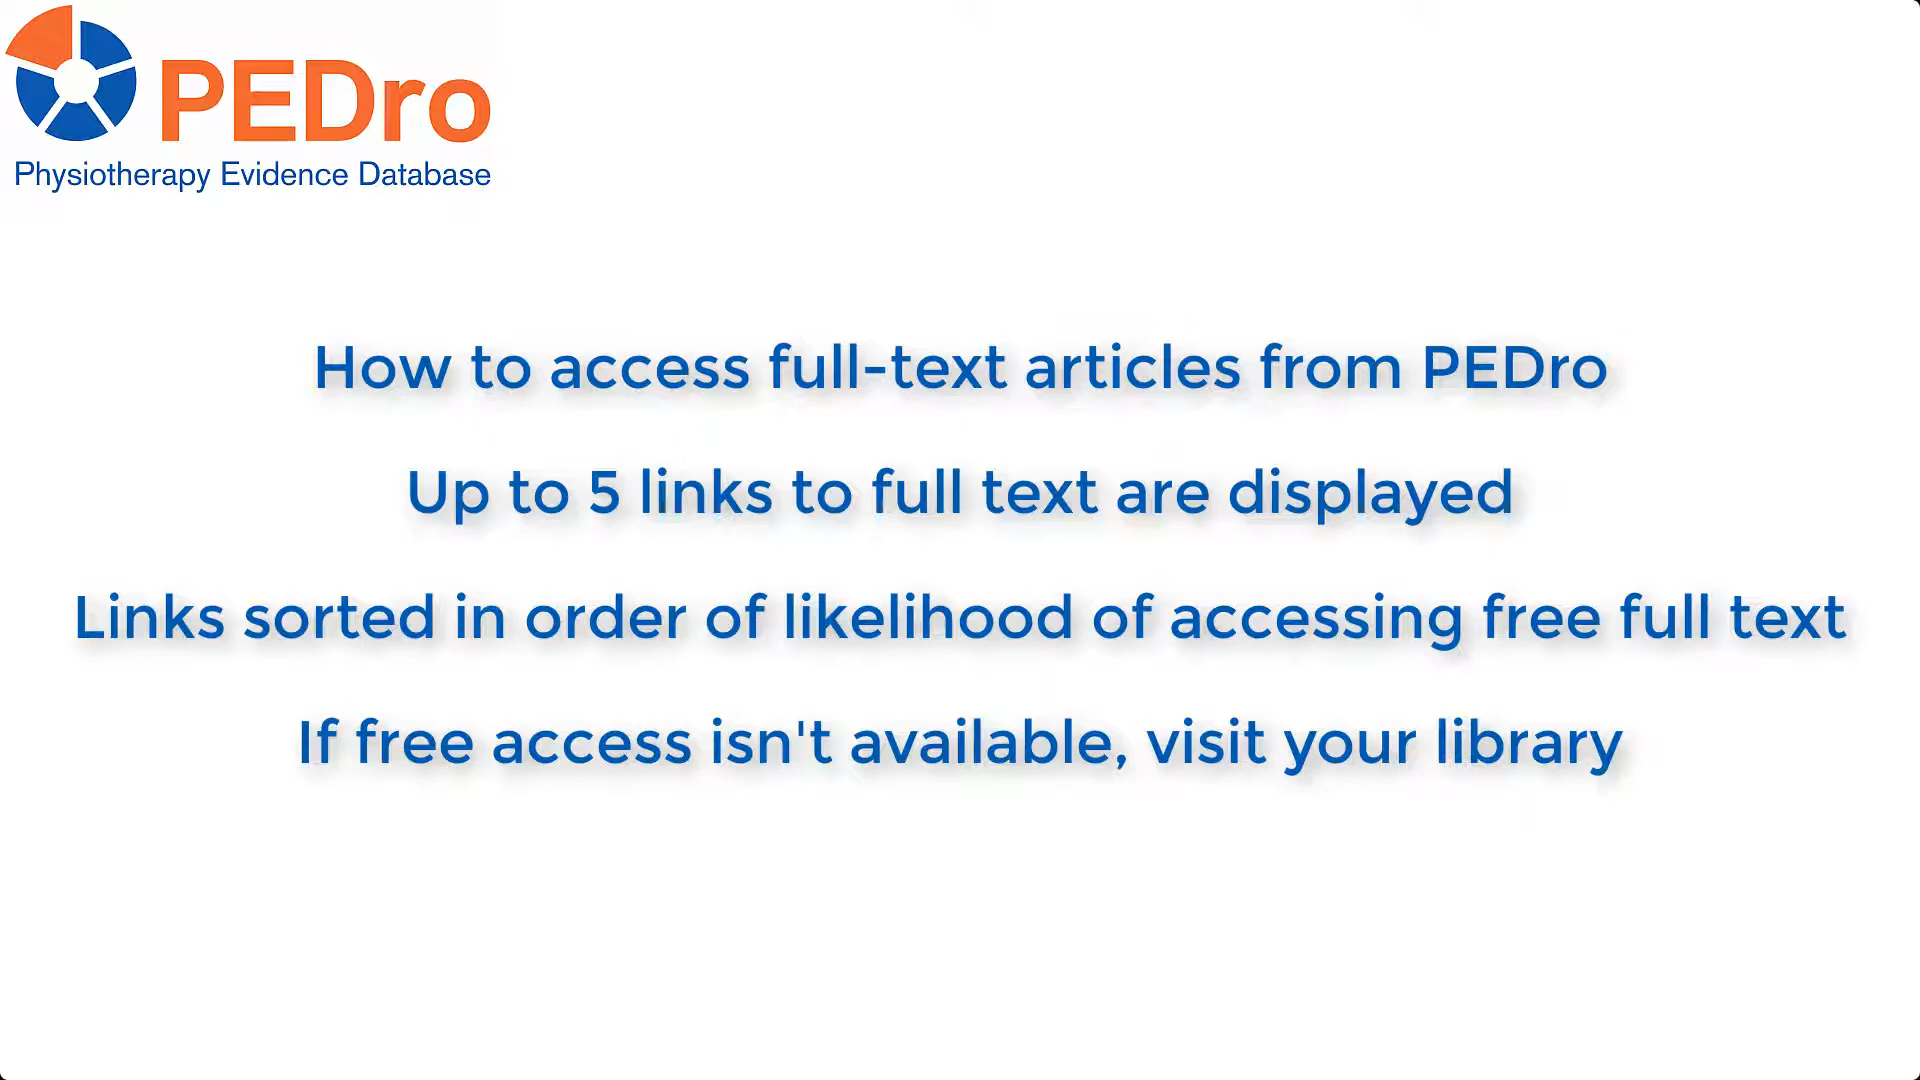 PEDro
Physiotherapy Evidence Database
How to access full-text articles from PEDro
Up to 5 links to full text are displayed
Links sorted in order of likelihood of accessing free full text
If free access isn't available, visit your library